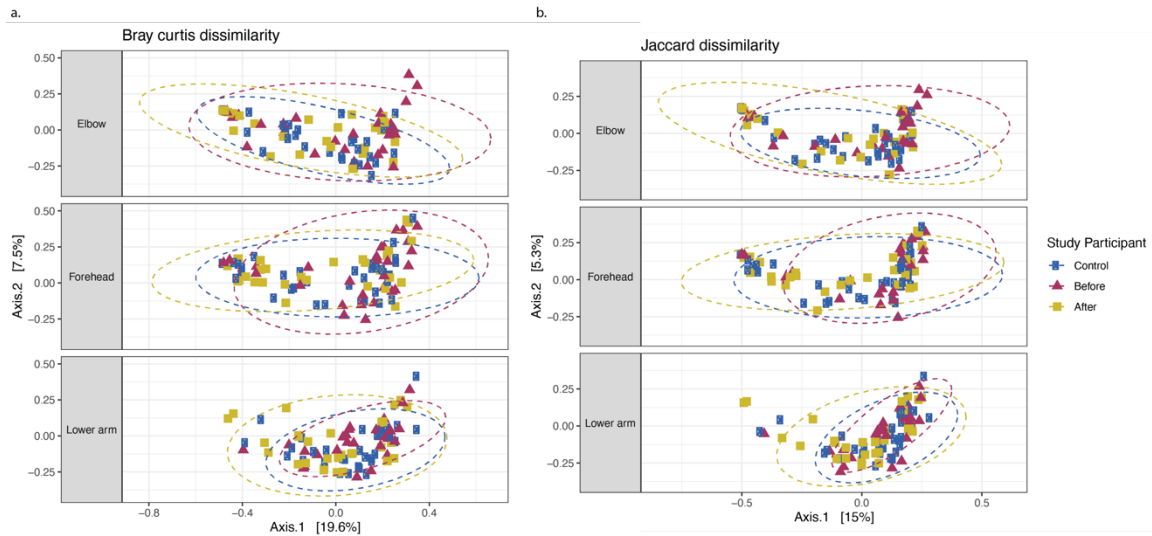 a.
Bray curtis dissimilarity
0.50
0.25
0.00
−0.25
Elbow
0.50
0.25
0.00
−0.25
Forehead
0.50
0.25
0.00
−0.25
Lower arm
Axis.2 [7.5%]
−0.8
−0.4
0.0
0.4
Axis.1 [19.6%]
b.
Jaccard dissimilarity
0.25
0.00
−0.25
Elbow
0.25
0.00
−0.25
Forehead
0.25
0.00
−0.25
Lower arm
Axis.2 [5.3%]
−0.5
0.0
0.5
Axis.1 [15%]
Study Participant
Control
Before
After